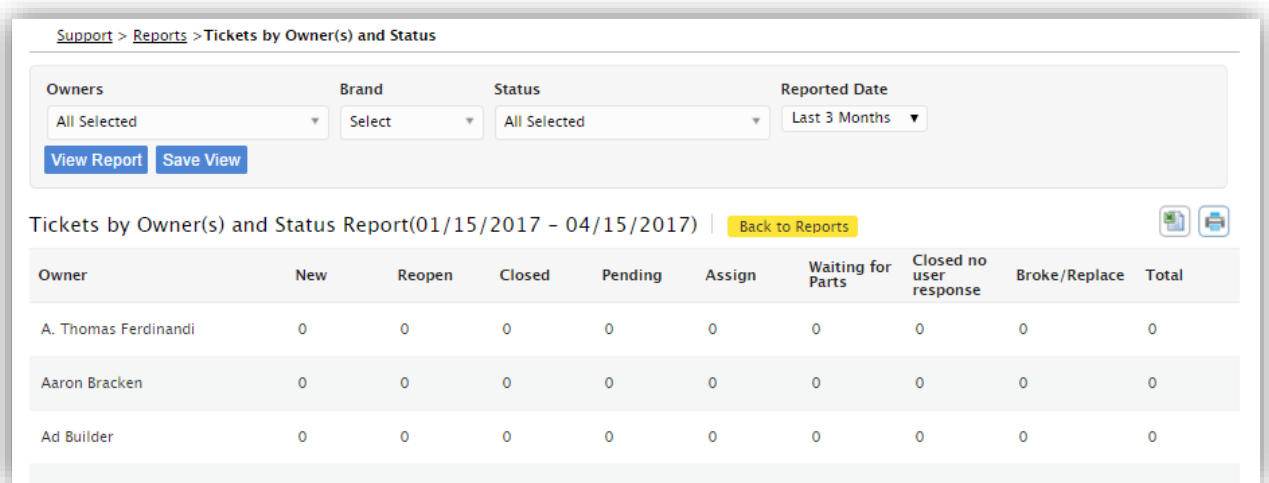 Support > Reports >Tickets by Owner(s) and Status
Owners Brand Status Reported Date
All Selected Select All Selected Last 3 Months
View Report Save View
Tickets by Owner(s) and Status Report(01/15/2017 - 04/15/2017) Back to Reports
Owner New Reopen Closed Pending Assign Waiting for Parts Closed no user response Broke/Replace Total
A. Thomas Ferdinandi 0 0 0 0 0 0 0 0 0
Aaron Bracken 0 0 0 0 0 0 0 0 0
Ad Builder 0 0 0 0 0 0 0 0 0